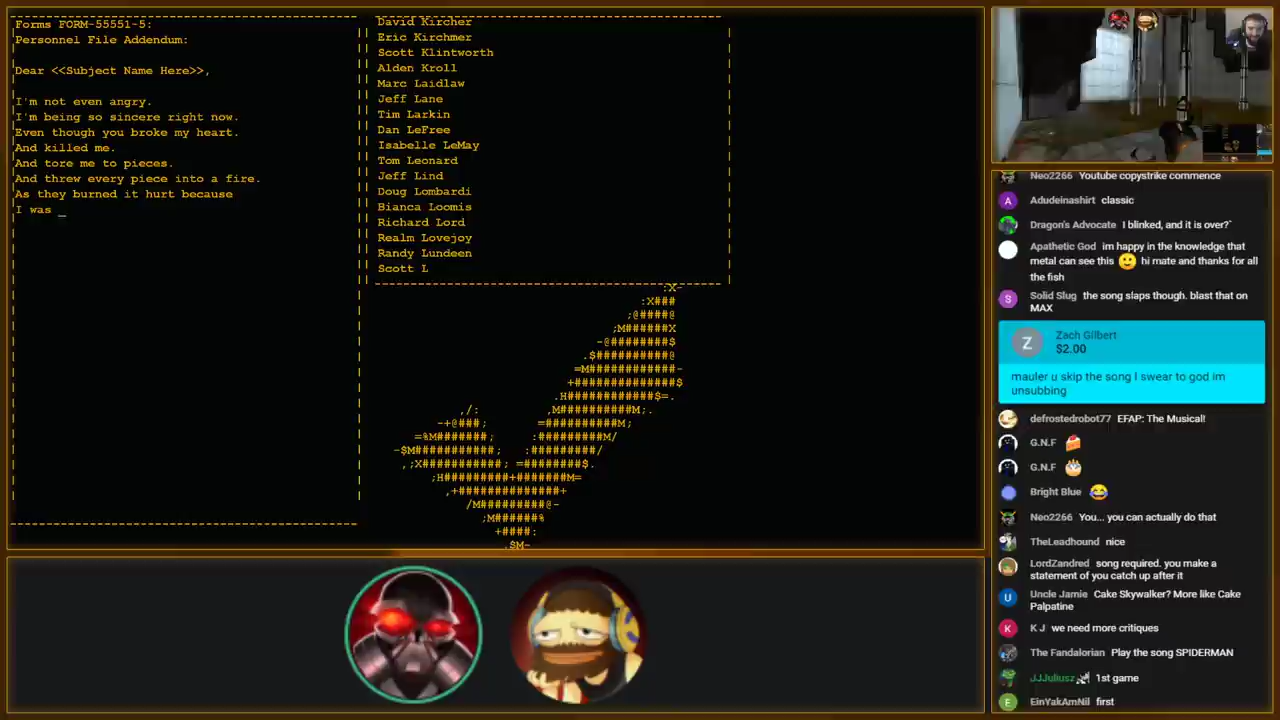 Forms FORM-55551-5:
Personnel File Addendum:
Dear <<Subject Name Here>>,
I'm not even angry.
I'm being so sincere right now.
Even though you broke my heart.
And killed me.
And tore me to pieces.
And threw every piece into a fire.
As they burned it hurt because
I was _
David Kircher
Eric Kirchmer
Scott Klintworth
Alden Kroll
Marc Laidlaw
Jeff Lane
Tim Larkin
Dan LeFree
Isabelle LeMay
Tom Leonard
Jeff Lind
Doug Lombardi
Bianca Loomis
Richard Lord
Realm Lovejoy
Randy Lundeen
Scott L
Neo2266 Youtube copystrike commence
A
Adudeinashirt classic
Dragon's Advocate I blinked, and it is over?`
Apathetic God im happy in the knowledge that
metal can see this 🙂 hi mate and thanks for all
the fish
S
Solid Slug the song slaps though. blast that on
MAX
Z
Zach Gilbert
$2.00
mauler u skip the song I swear to god im
unsubbing
defrostedrobot77 EFAP: The Musical!
G.N.F 🍰
G.N.F 🎂
Bright Blue 😂
Neo2266 You... you can actually do that
TheLeadhound nice
LordZandred song required. you make a
statement of you catch up after it
U
Uncle Jamie Cake Skywalker? More like Cake
Palpatine
K
K J we need more critiques
The Fandalorian Play the song SPIDERMAN
JJJuliusz 1st game
E
EinYakAmNil first